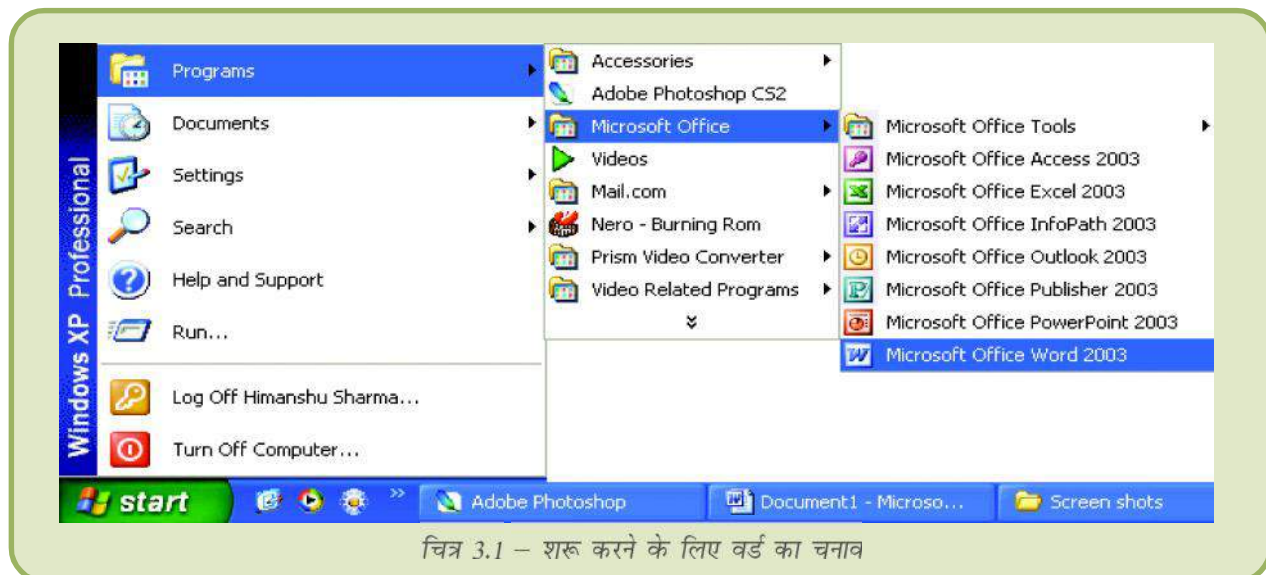 Windows XP Professional
Programs
Documents
Settings
Search
Help and Support
Run...
Log Off Himanshu Sharma...
Turn Off Computer...
Accessories
Adobe Photoshop CS2
Microsoft Office
Videos
Mail.com
Nero - Burning Rom
Prism Video Converter
Video Related Programs
Microsoft Office Tools
Microsoft Office Access 2003
Microsoft Office Excel 2003
Microsoft Office InfoPath 2003
Microsoft Office Outlook 2003
Microsoft Office Publisher 2003
Microsoft Office PowerPoint 2003
Microsoft Office Word 2003
start
Adobe Photoshop
Document1 - Microso...
Screen shots
चित्र 3.1 – शरू करने के लिए वर्ड का चनाव